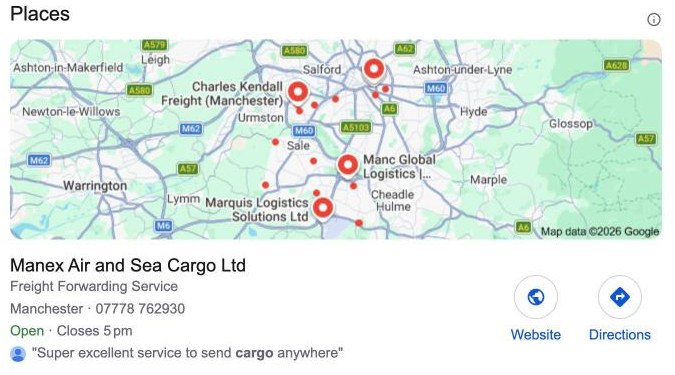 Places
A579
Leigh
A580
A62
A628
Ashton-in-Makerfield
Salford
Ashton-under-Lyne
A580
Charles Kendall
Freight (Manchester)
M60
Newton-le-Willows
Urmston
A6
Hyde
M62
M60
A5103
Glossop
A57
Sale
M62
A57
Manc Global
Logistics |...
Marple
Warrington
Lymm
Marquis Logistics
Solutions Ltd
Cheadle
Hulme
M6
A6
Map data ©2026 Google
Manex Air and Sea Cargo Ltd
Freight Forwarding Service
Manchester · 07778 762930
Open · Closes 5 pm
"Super excellent service to send cargo anywhere"
Website
Directions